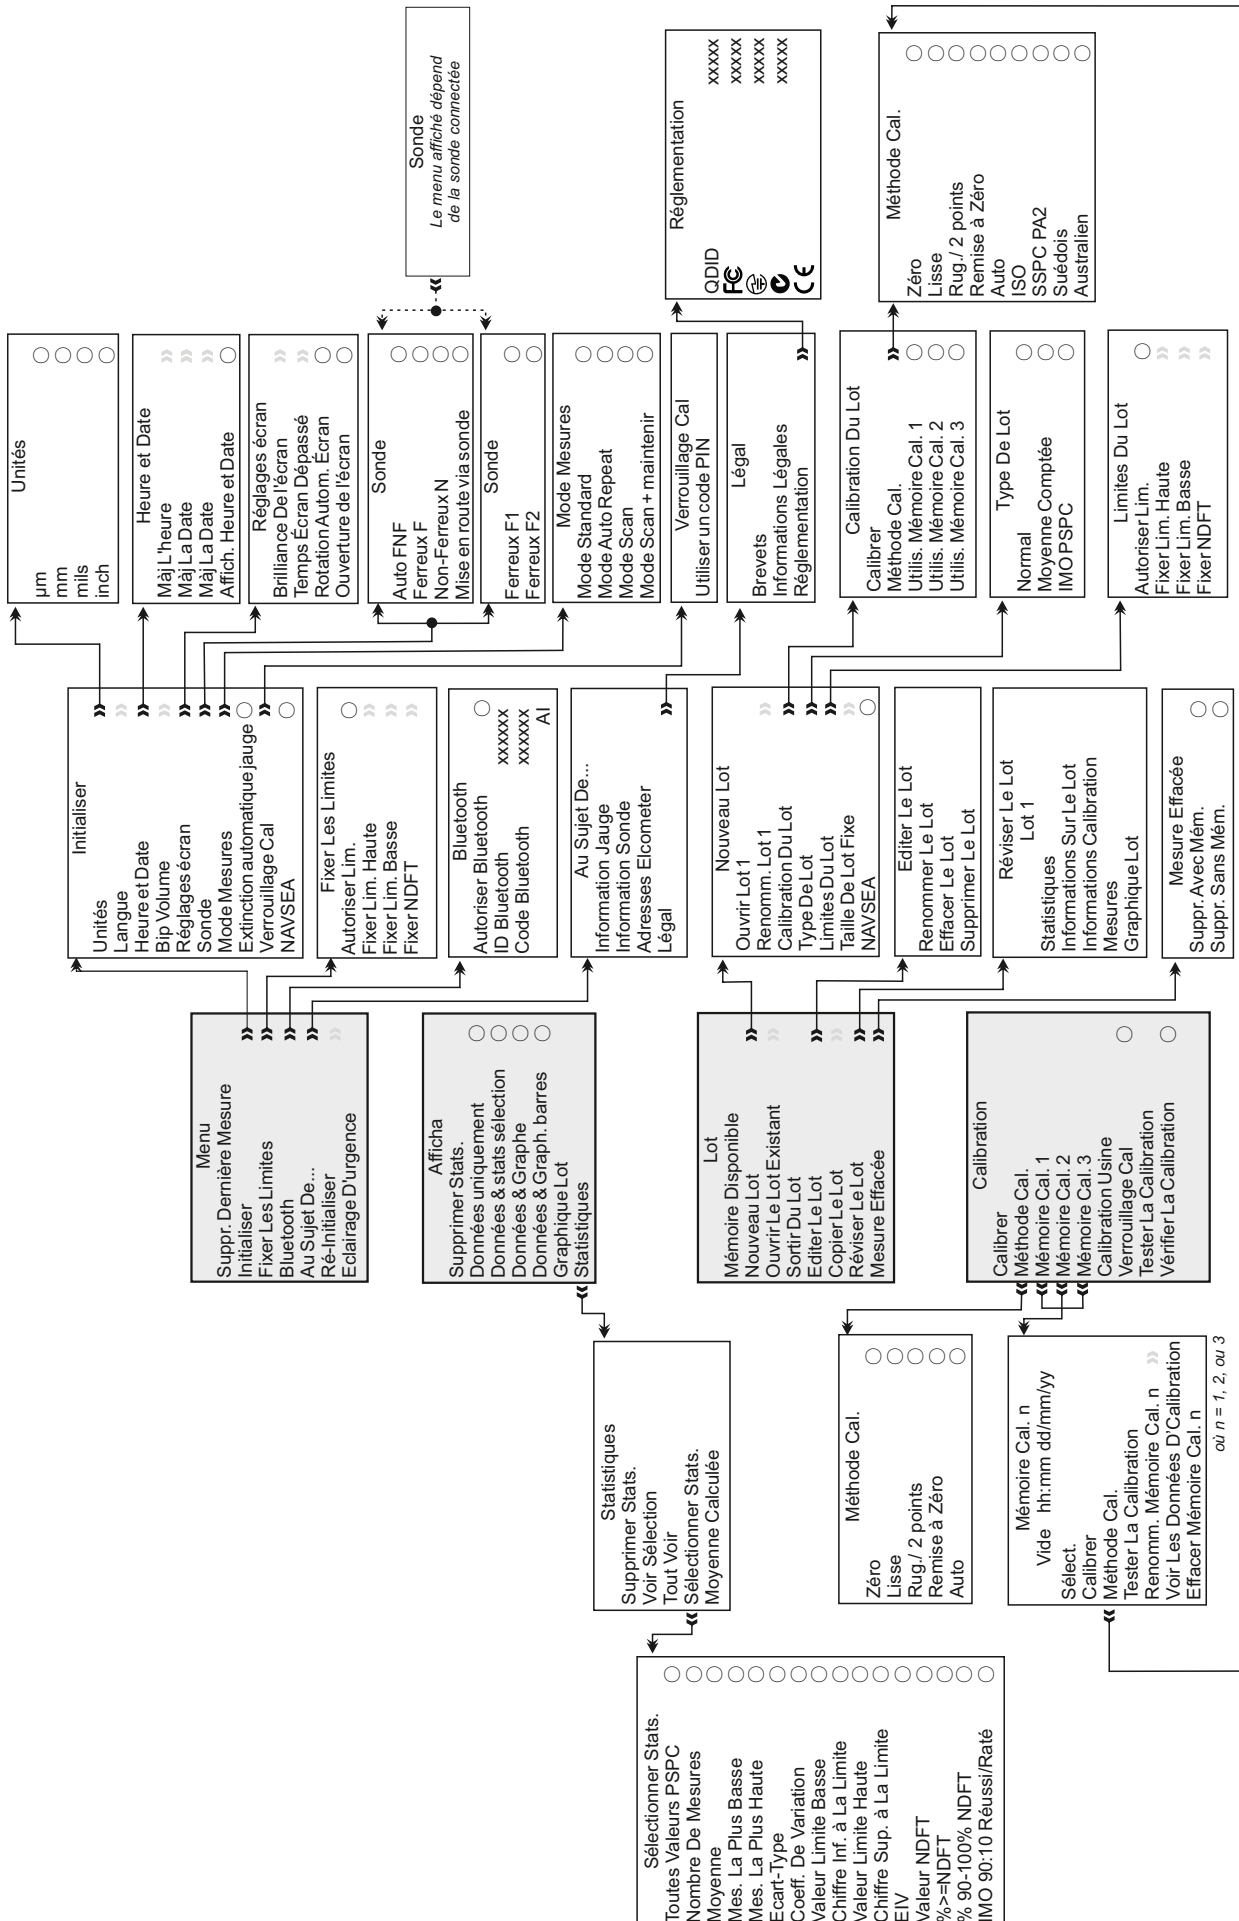 Menu
Suppr. Dernière Mesure
Initialiser
Fixer Les Limites
Bluetooth
Au Sujet De...
Ré-Initialiser
Eclairage D'urgence
Initialiser
Unités
Langue
Heure et Date
Bip Volume
Réglages écran
Sonde
Mode Mesures
Extinction automatique jauge
Verrouillage Cal
NAVSEA
Unités
µm
mm
mils
inch
Heure et Date
Màj L'heure
Màj La Date
Màj La Date
Affich. Heure et Date
Réglages écran
Brilliance De l'écran
Temps Écran Dépassé
Rotation Autom. Écran
Ouverture de l'écran
Sonde
Auto FNF
Ferreux F
Non-Ferreux N
Mise en route via sonde
Sonde
Ferreux F1
Ferreux F2
Sonde
Le menu affiché dépend
de la sonde connectée
Mode Mesures
Mode Standard
Mode Auto Repeat
Mode Scan
Mode Scan + maintenir
Verrouillage Cal
Utiliser un code PIN
Fixer Les Limites
Autoriser Lim.
Fixer Lim. Haute
Fixer Lim. Basse
Fixer NDFT
Bluetooth
Autoriser Bluetooth
ID Bluetooth xxxxxx
Code Bluetooth xxxxxx
AI
Au Sujet De...
Information Jauge
Information Sonde
Adresses Elcometer
Légal
Légal
Brevets
Informations Légales
Réglementation
Réglementation
QDID xxxxx
FC xxxxx
xxxxx
CE xxxxx
Afficha
Supprimer Stats.
Données uniquement
Données & stats sélection
Données & Graphe
Données & Graph. barres
Graphique Lot
Statistiques
Statistiques
Supprimer Stats.
Voir Sélection
Tout Voir
Sélectionner Stats.
Moyenne Calculée
Sélectionner Stats.
Toutes Valeurs PSPC
Nombre De Mesures
Moyenne
Mes. La Plus Basse
Mes. La Plus Haute
Ecart-Type
Coeff. De Variation
Valeur Limite Basse
Chiffre Inf. à La Limite
Valeur Limite Haute
Chiffre Sup. à La Limite
EIV
Valeur NDFT
%>=NDFT
% 90-100% NDFT
IMO 90:10 Réussi/Raté
Lot
Mémoire Disponible
Nouveau Lot
Ouvrir Le Lot Existant
Sortir Du Lot
Editer Le Lot
Copier Le Lot
Réviser Le Lot
Mesure Effacée
Nouveau Lot
Ouvrir Lot 1
Renomm. Lot 1
Calibration Du Lot
Type De Lot
Limites Du Lot
Taille De Lot Fixe
NAVSEA
Calibration Du Lot
Calibrer
Méthode Cal.
Utilis. Mémoire Cal. 1
Utilis. Mémoire Cal. 2
Utilis. Mémoire Cal. 3
Méthode Cal.
Zéro
Lisse
Rug./ 2 points
Remise à Zéro
Auto
ISO
SSPC PA2
Suédois
Australien
Type De Lot
Normal
Moyenne Comptée
IMO PSPC
Limites Du Lot
Autoriser Lim.
Fixer Lim. Haute
Fixer Lim. Basse
Fixer NDFT
Editer Le Lot
Renommer Le Lot
Effacer Le Lot
Supprimer Le Lot
Réviser Le Lot
Lot 1
Statistiques
Informations Sur Le Lot
Informations Calibration
Mesures
Graphique Lot
Mesure Effacée
Suppr. Avec Mém.
Suppr. Sans Mém.
Calibration
Calibrer
Méthode Cal.
Mémoire Cal. 1
Mémoire Cal. 2
Mémoire Cal. 3
Calibration Usine
Verrouillage Cal
Tester La Calibration
Vérifier La Calibration
Méthode Cal.
Zéro
Lisse
Rug./ 2 points
Remise à Zéro
Auto
Mémoire Cal. n
Vide hh:mm dd/mm/yy
Sélect.
Calibrer
Méthode Cal.
Tester La Calibration
Renomm. Mémoire Cal. n
Voir Les Données D'Calibration
Effacer Mémoire Cal. n
où n = 1, 2, ou 3